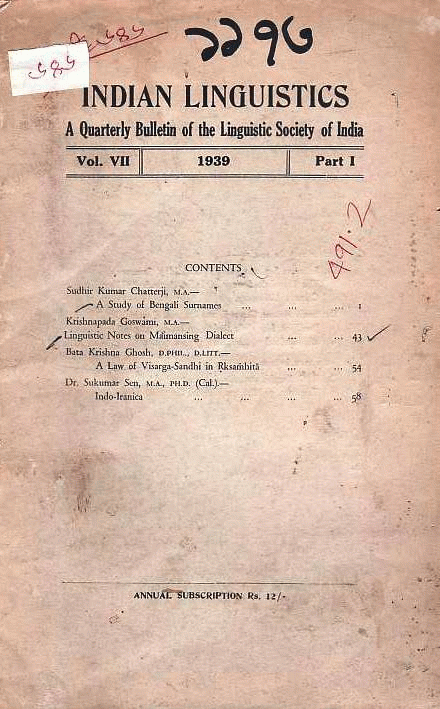 ১১৭৩
INDIAN LINGUISTICS
A Quarterly Bulletin of the Linguistic Society of India
Vol. VII 1939 Part I
491.2
CONTENTS
Sudhir Kumar Chatterji, M.A.—
A Study of Bengali Surnames ... ... ... 1
Krishnapada Goswami, M.A.—
Linguistic Notes on Maimansing Dialect ... ... 43
Bata Krishna Ghosh, D.PHIL., D.LITT.—
A Law of Visarga-Sandhi in Ṛksaṁhitā ... ... 54
Dr. Sukumar Sen, M.A., PH.D. (Cal.)—
Indo-Iranica ... ... ... ... 58
ANNUAL SUBSCRIPTION Rs. 12/-